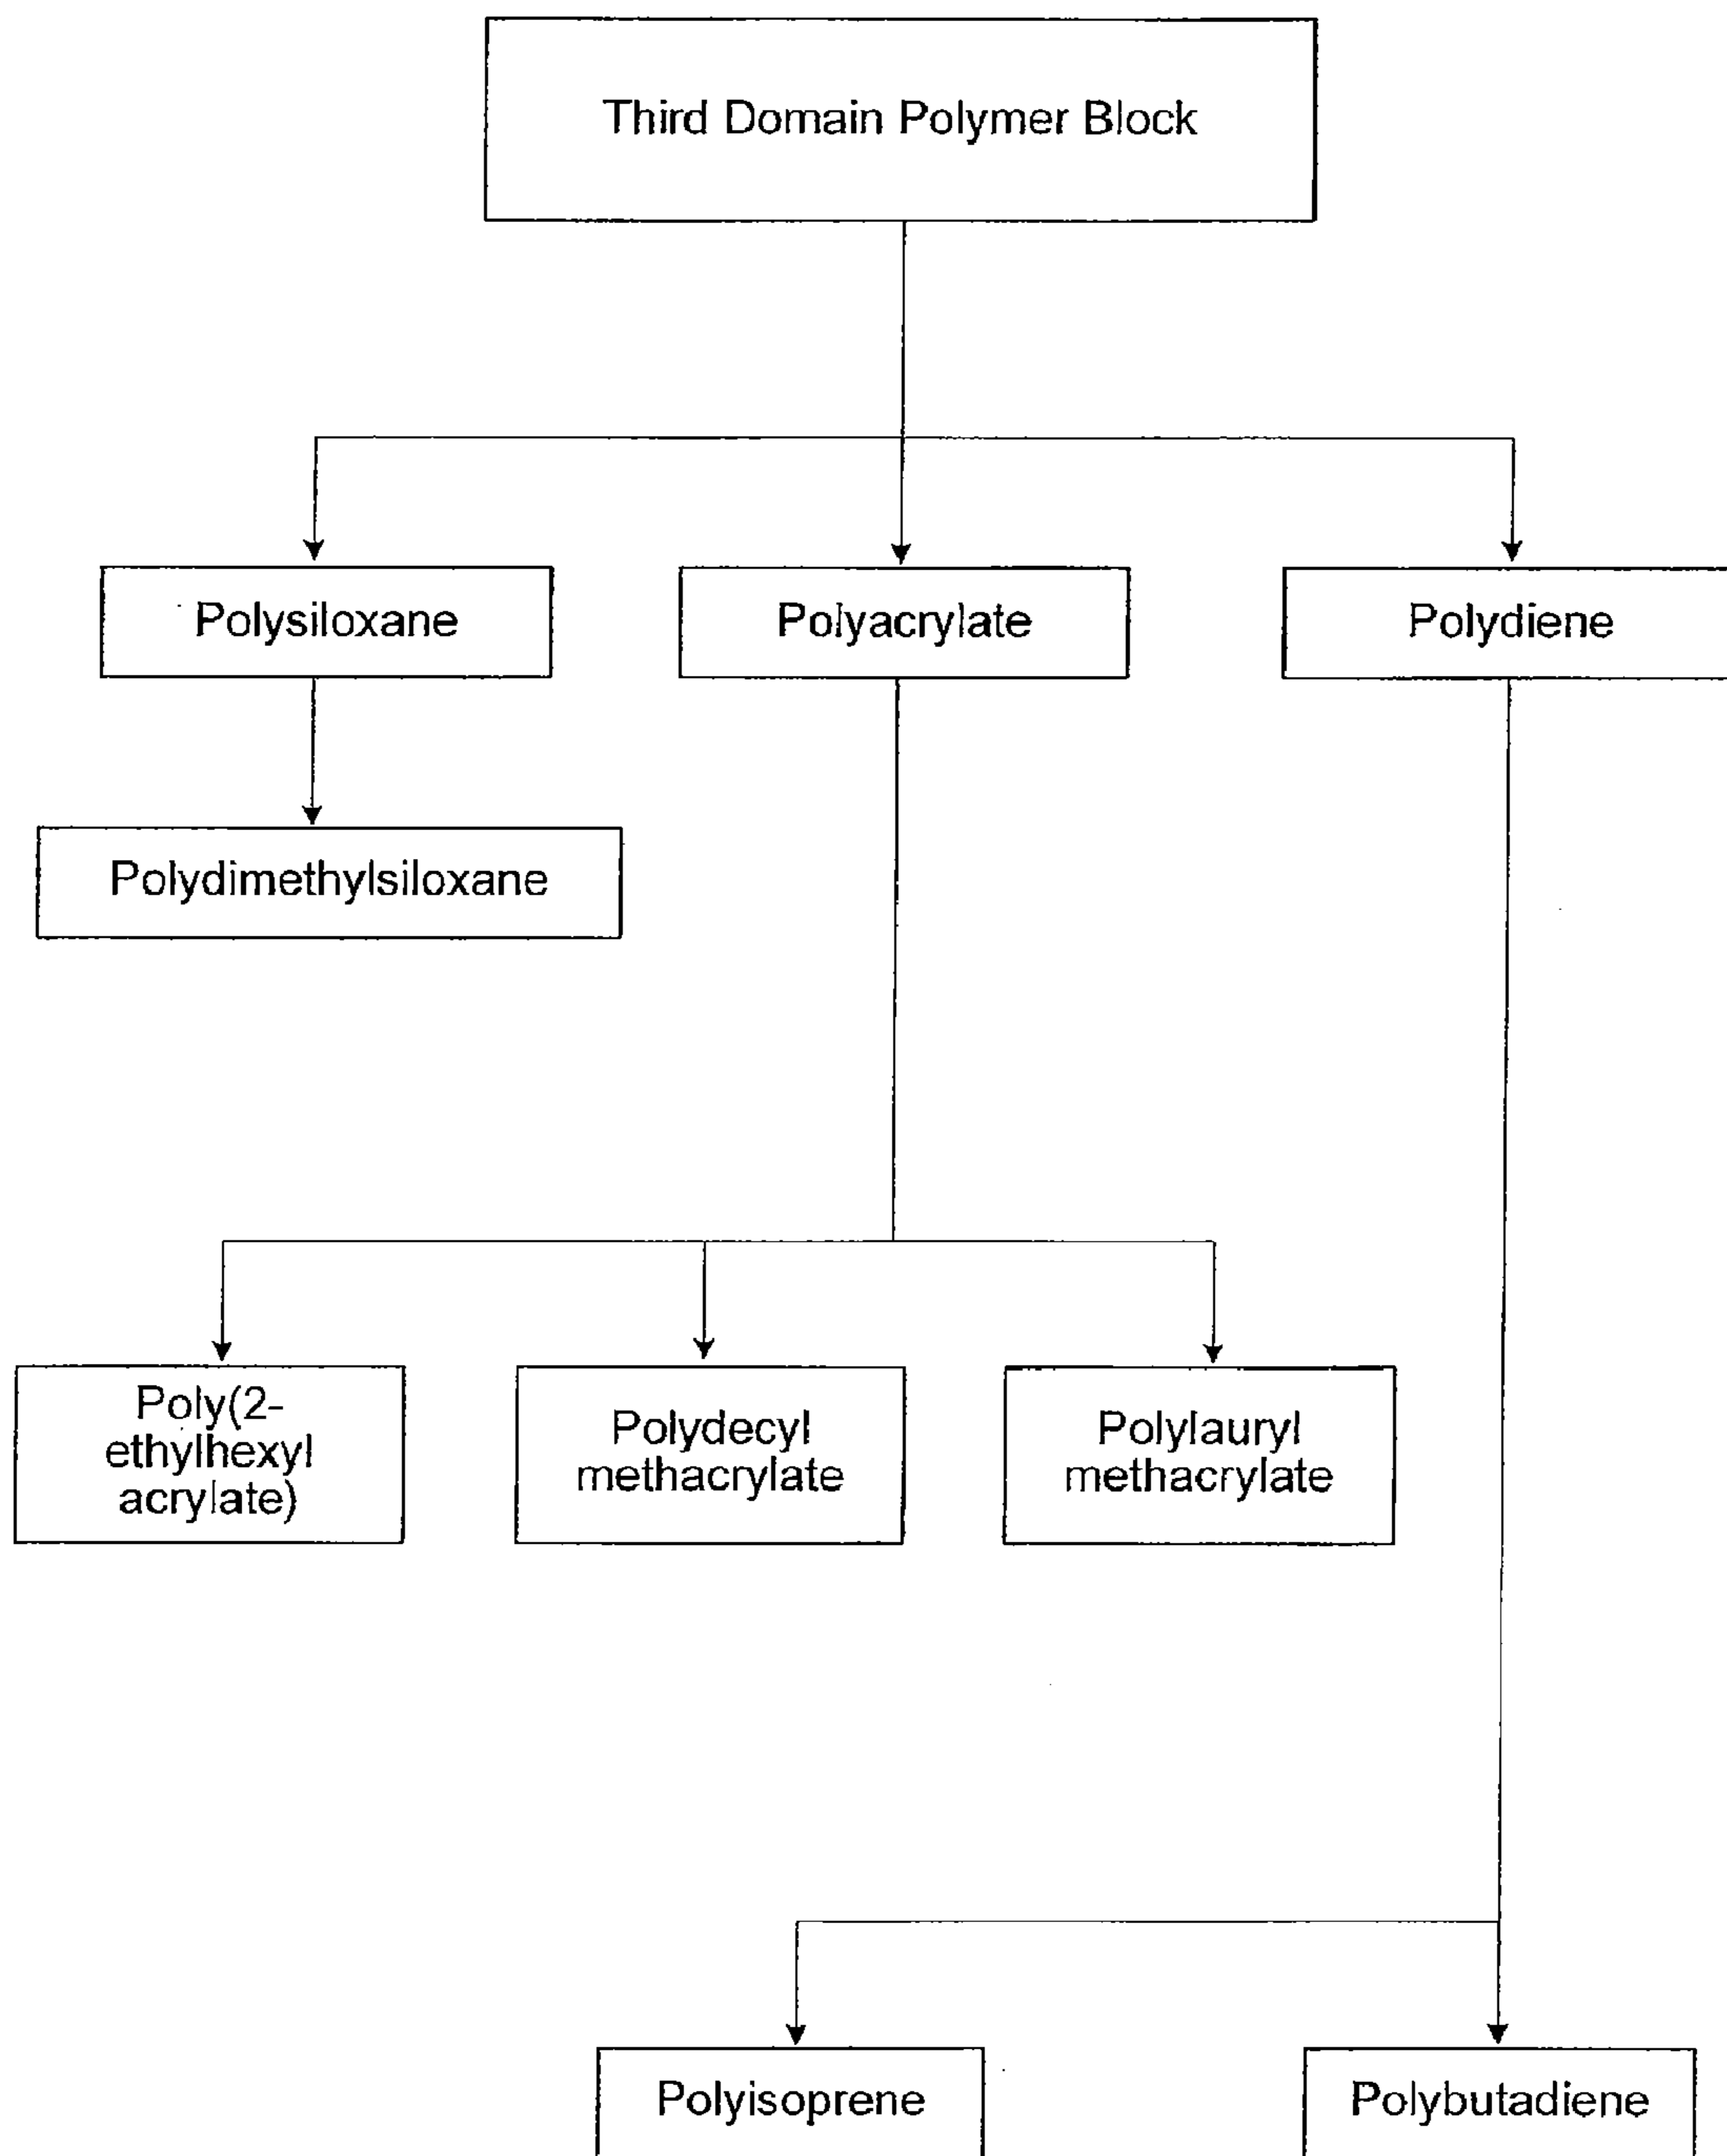 Third Domain Polymer Block
Polysiloxane
Polyacrylate
Polydiene
Polydimethylsiloxane
Poly(2-
ethylhexyl
acrylate)
Polydecyl
methacrylate
Polylauryl
methacrylate
Polyisoprene
Polybutadiene